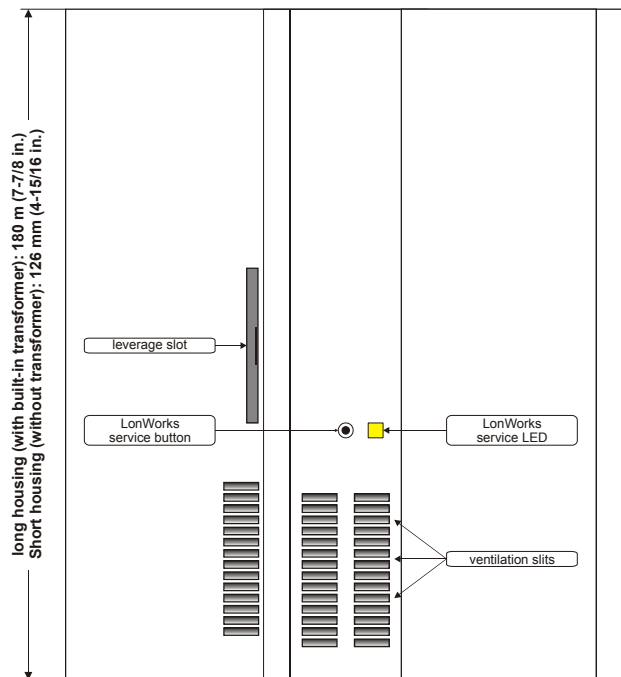 long housing (with built-in transformer): 180 m (7-7/8 in.)
Short housing (without transformer): 126 mm (4-15/16 in.)
leverage slot
LonWorks
service button
LonWorks
service LED
ventilation slits